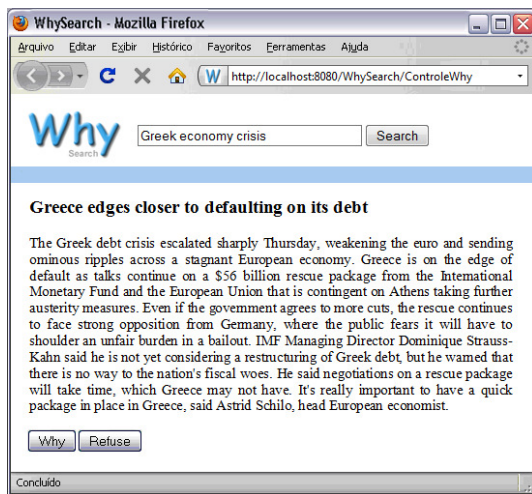 WhySearch - Mozilla Firefox
Arquivo Editar Exibir Histórico Favoritos Ferramentas Ajuda
W http://localhost:8080/WhySearch/ControleWhy
Why
Search
Greek economy crisis Search
Greece edges closer to defaulting on its debt
The Greek debt crisis escalated sharply Thursday, weakening the euro and sending
ominous ripples across a stagnant European economy. Greece is on the edge of
default as talks continue on a $56 billion rescue package from the International
Monetary Fund and the European Union that is contingent on Athens taking further
austerity measures. Even if the government agrees to more cuts, the rescue continues
to face strong opposition from Germany, where the public fears it will have to
shoulder an unfair burden in a bailout. IMF Managing Director Dominique Strauss-
Kahn said he is not yet considering a restructuring of Greek debt, but he warned that
there is no way to the nation's fiscal woes. He said negotiations on a rescue package
will take time, which Greece may not have. It's really important to have a quick
package in place in Greece, said Astrid Schilo, head European economist.
Why Refuse
Concluído